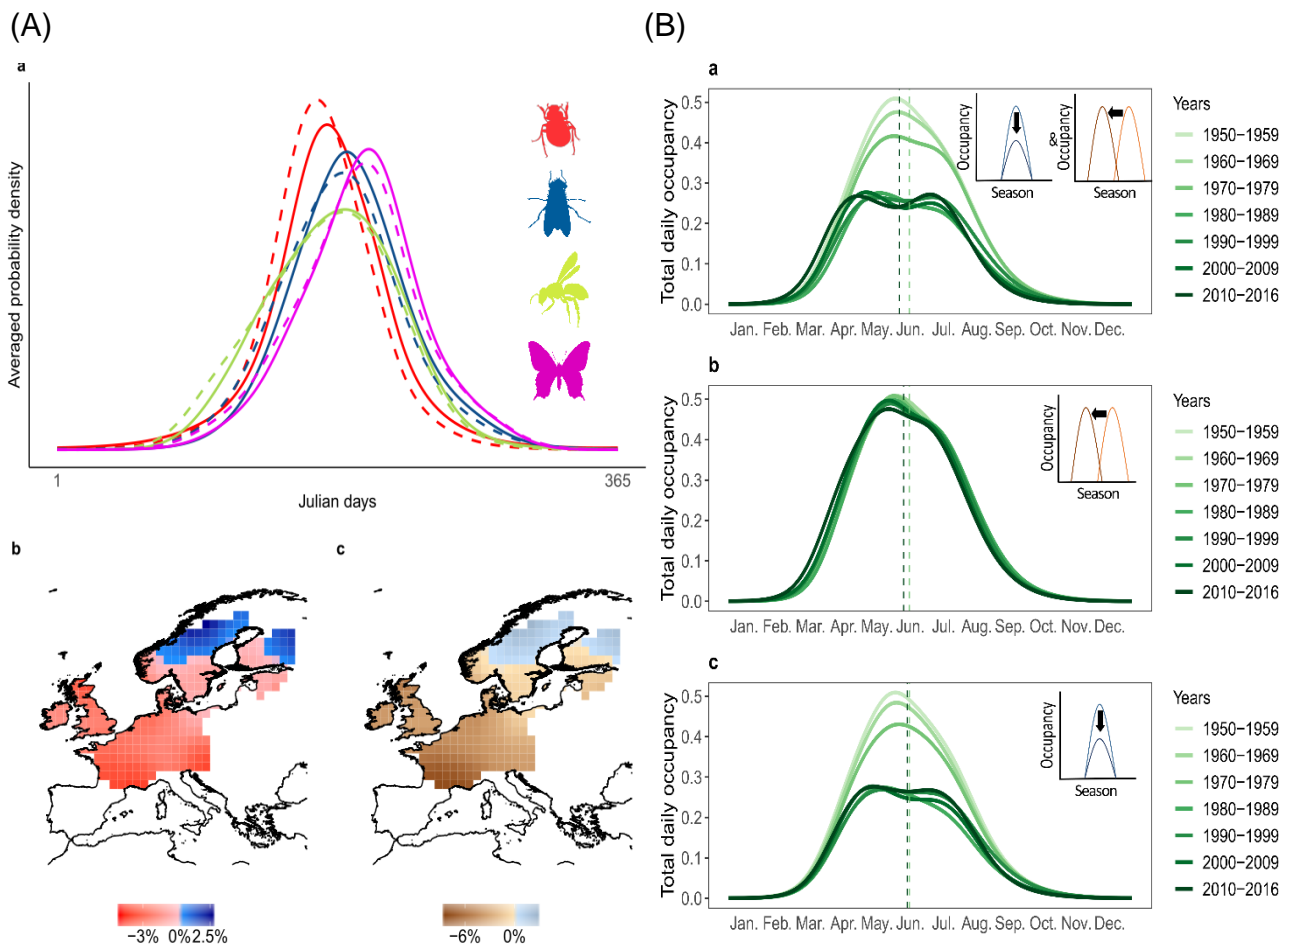 (A)
a
Averaged probability density
1
365
Julian days
b
c
−3% 0% 2.5%
−6% 0%
(B)
a
Total daily occupancy
0.5
0.4
0.3
0.2
0.1
0.0
Jan. Feb. Mar. Apr. May. Jun. Jul. Aug. Sep. Oct. Nov. Dec.
Occupancy
Season
&
Occupancy
Season
Years
1950−1959
1960−1969
1970−1979
1980−1989
1990−1999
2000−2009
2010−2016
b
Total daily occupancy
0.5
0.4
0.3
0.2
0.1
0.0
Jan. Feb. Mar. Apr. May. Jun. Jul. Aug. Sep. Oct. Nov. Dec.
Occupancy
Season
Years
1950−1959
1960−1969
1970−1979
1980−1989
1990−1999
2000−2009
2010−2016
c
Total daily occupancy
0.5
0.4
0.3
0.2
0.1
0.0
Jan. Feb. Mar. Apr. May. Jun. Jul. Aug. Sep. Oct. Nov. Dec.
Occupancy
Season
Years
1950−1959
1960−1969
1970−1979
1980−1989
1990−1999
2000−2009
2010−2016